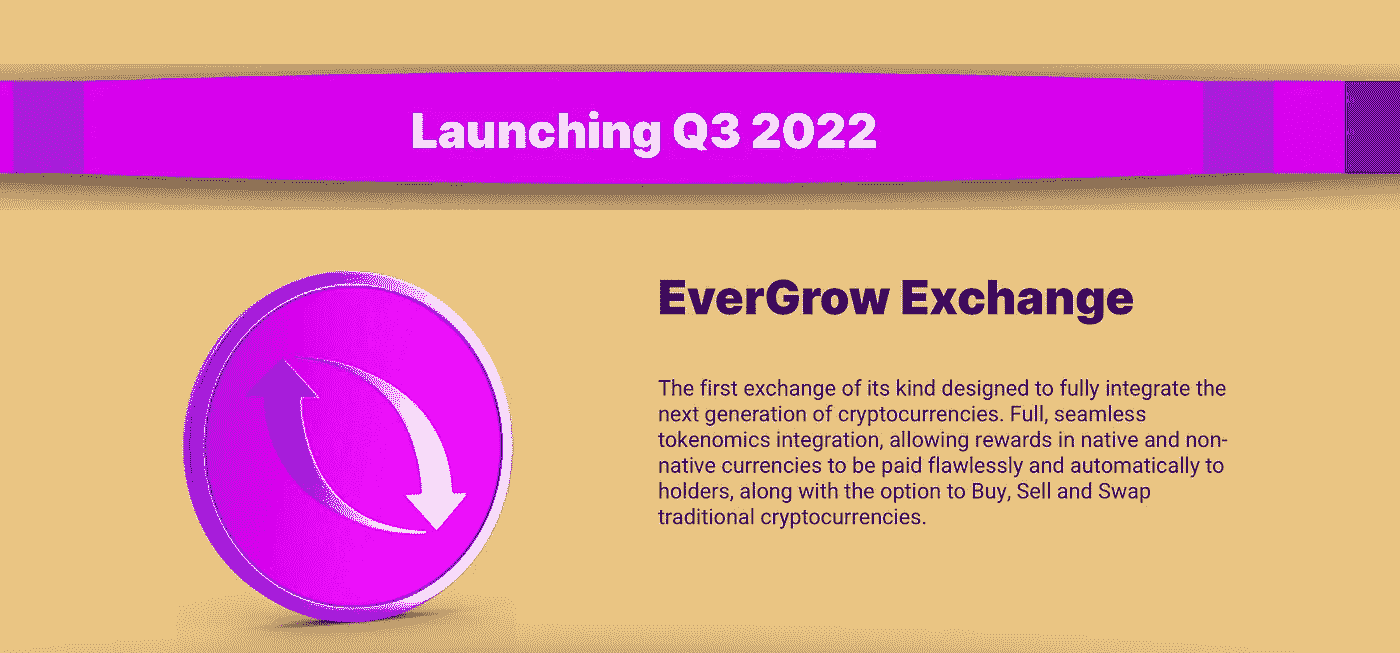 Launching Q3 2022
EverGrow Exchange
The first exchange of its kind designed to fully integrate the
next generation of cryptocurrencies. Full, seamless
tokenomics integration, allowing rewards in native and non-
native currencies to be paid flawlessly and automatically to
holders, along with the option to Buy, Sell and Swap
traditional cryptocurrencies.